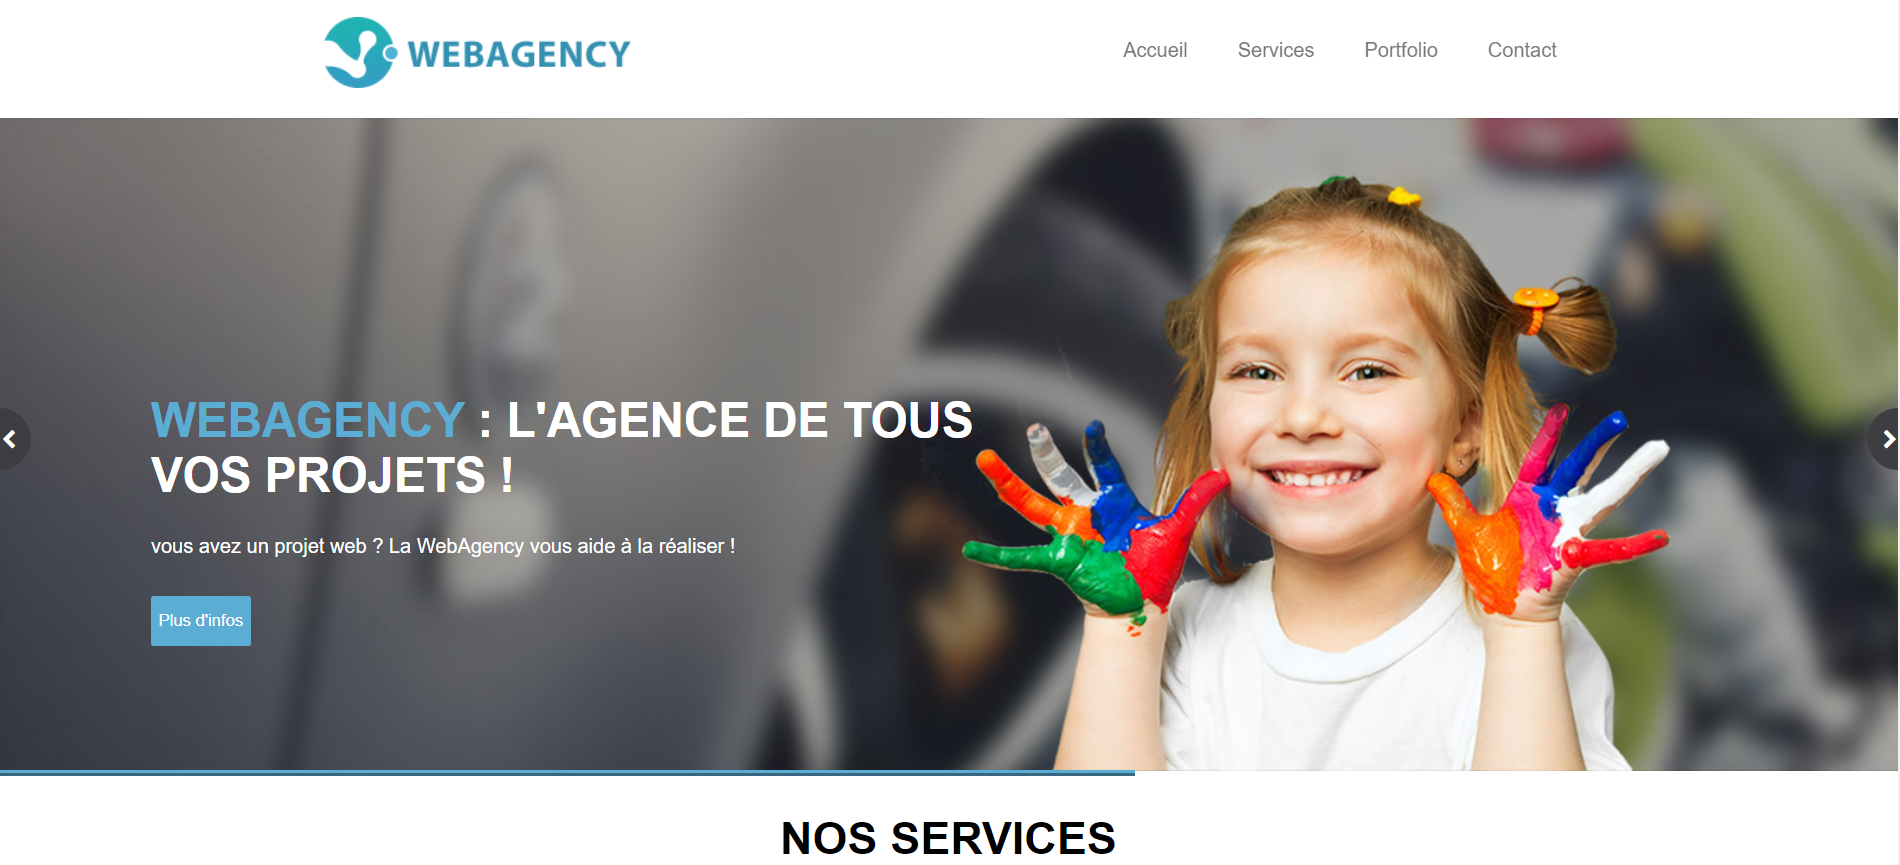 WEBAGENCY
Accueil Services Portfolio Contact
WEBAGENCY : L'AGENCE DE TOUS
VOS PROJETS !
vous avez un projet web ? La WebAgency vous aide à la réaliser !
Plus d'infos
NOS SERVICES